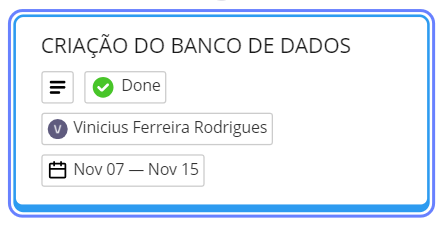 CRIAÇÃO DO BANCO DE DADOS
Done
V Vinicius Ferreira Rodrigues
Nov 07 — Nov 15